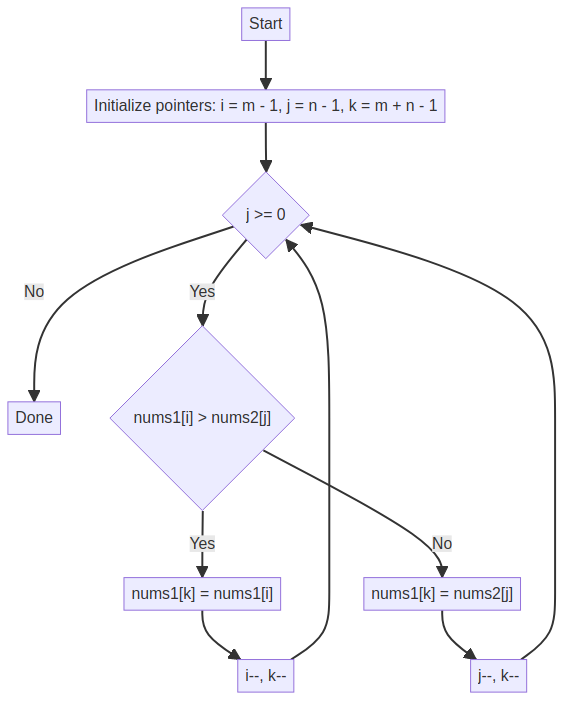 Start
Initialize pointers: i = m - 1, j = n - 1, k = m + n - 1
j >= 0
No
Yes
Done
nums1[i] > nums2[j]
Yes
No
nums1[k] = nums1[i]
nums1[k] = nums2[j]
i--, k--
j--, k--